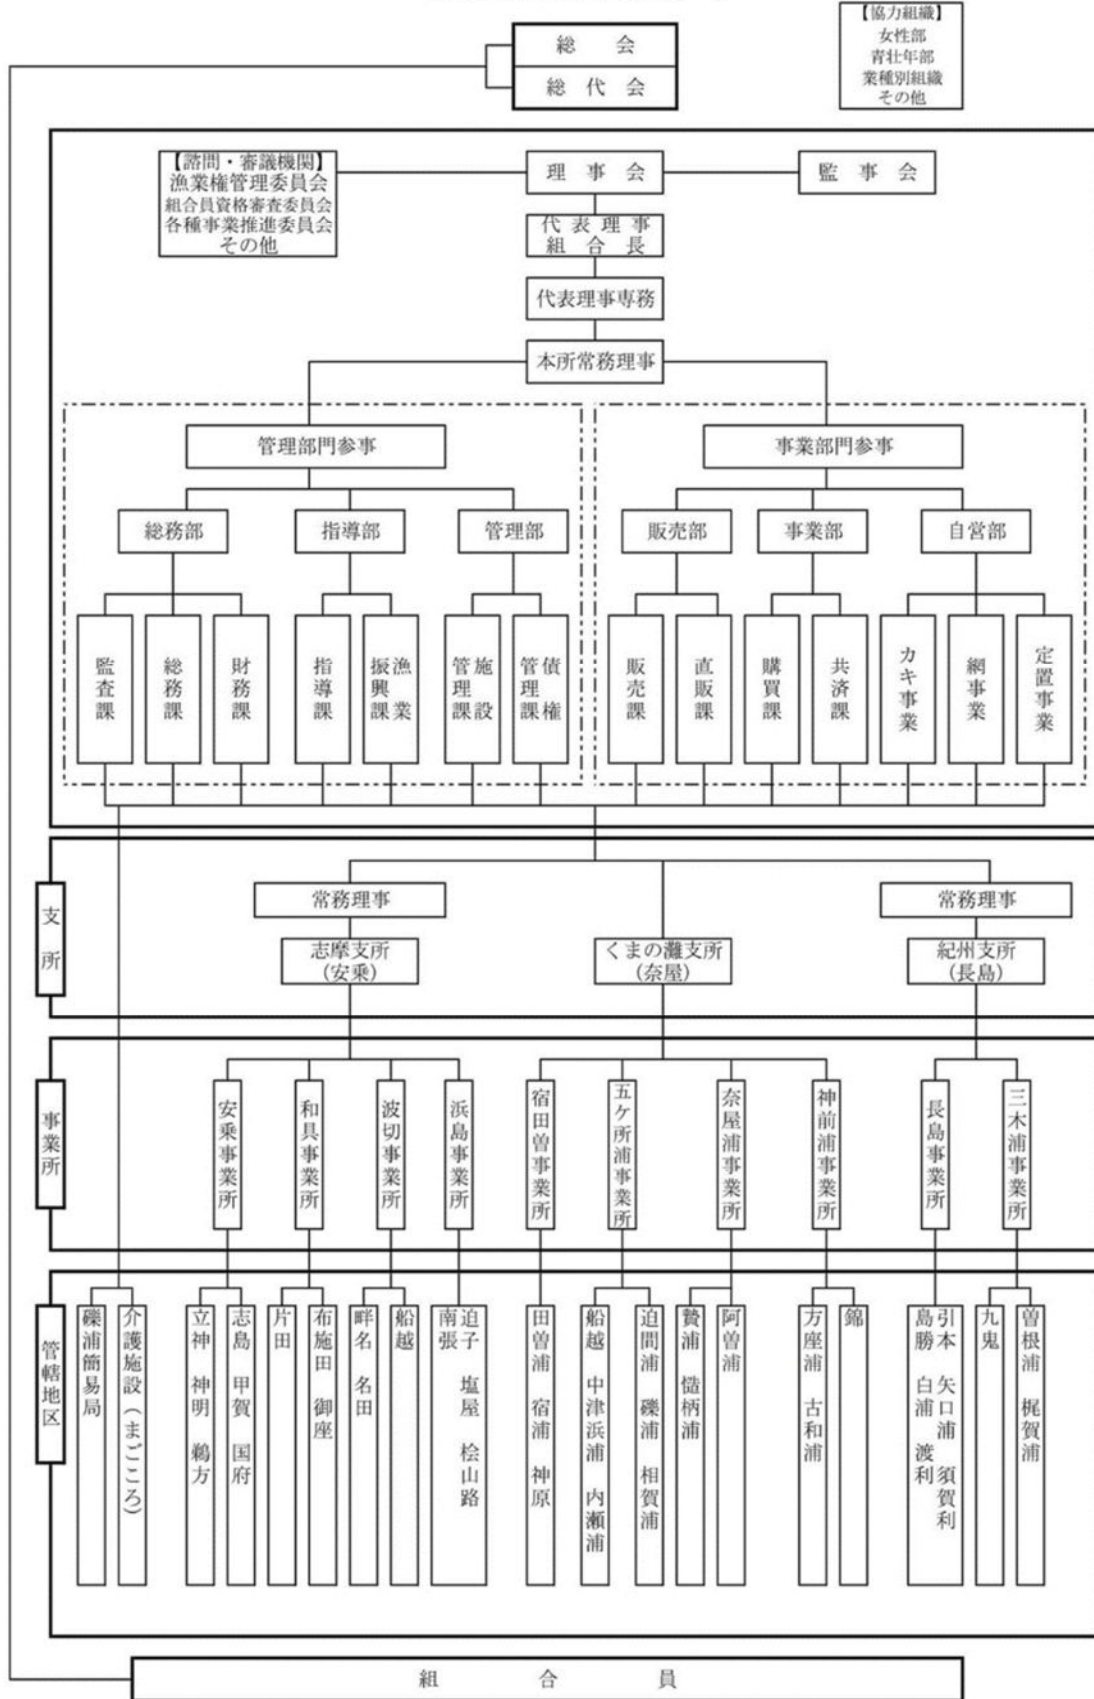 総会
総代会
【協力組織】
女性部
青壮年部
業種別組織
その他
【諮問・審議機関】
漁業権管理委員会
組合員資格審査委員会
各種事業推進委員会
その他
理事会
監事会
代表理事
組合長
代表理事専務
本所常務理事
管理部門参事
事業部門参事
総務部
指導部
管理部
販売部
事業部
自営部
監査課
総務課
財務課
指導課
漁業
振興課
施設
管理課
債権
管理課
販売課
直販課
購買課
共済課
カキ事業
網事業
定置事業
支所
常務理事
常務理事
志摩支所
(安乗)
くまの灘支所
(奈屋)
紀州支所
(長島)
事業所
安乗事業所
和具事業所
波切事業所
浜島事業所
宿田曽事業所
五ケ所浦事業所
奈屋浦事業所
神前浦事業所
長島事業所
三木浦事業所
管轄地区
礫浦簡易局
介護施設(まごころ)
立神 神明 鵜方
志島 甲賀 国府
片田
布施田 御座
畔名 名田
船越
迫子 塩屋 桧山路
南張
田曽浦 宿浦 神原
船越 中津浜浦 内瀬浦
迫間浦 礫浦 相賀浦
贄浦 慥柄浦
阿曽浦
方座浦 古和浦
錦
引本 矢口浦 須賀利
島勝 白浦 渡利
九鬼
曽根浦 梶賀浦
組合員